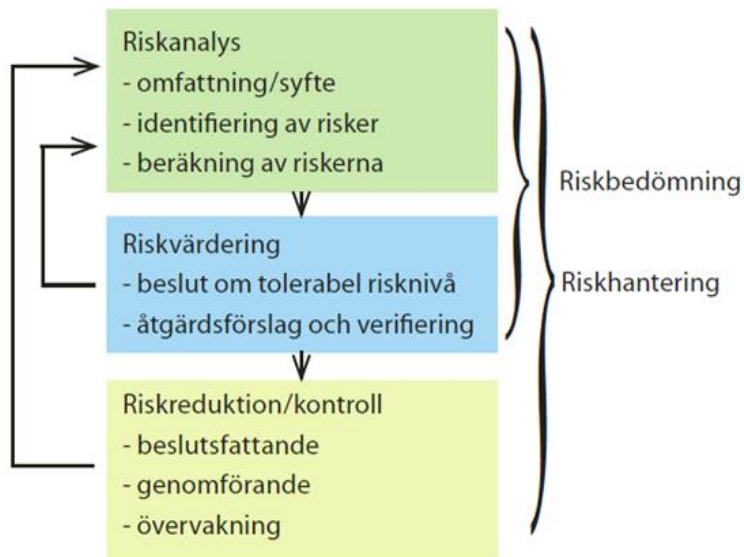 Riskanalys
- omfattning/syfte
- identifiering av risker
- beräkning av riskerna
Riskvärdering
- beslut om tolerabel risknivå
- åtgärdsförslag och verifiering
Riskreduktion/kontroll
- beslutsfattande
- genomförande
- övervakning
Riskbedömning
Riskhantering